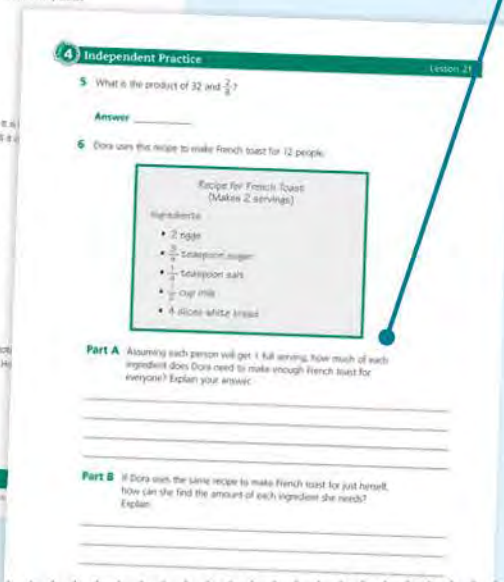 4 Independent Practice
Lesson 21
5 What is the product of 32 and
Answer
6 Dora uses this recipe to make French toast for 12 people.
Recipe for French Toast
(Makes 2 servings)
Ingredients
• 2 eggs
• teaspoon sugar
• teaspoon salt
• cup milk
• 4 slices white bread
Part A Assuming each person will get 1 full serving, how much of each
ingredient does Dora need to make enough French toast for
everyone? Explain your answer.
Part B If Dora uses the same recipe to make French toast for just herself,
how can she find the amount of each ingredient she needs?
Explain.